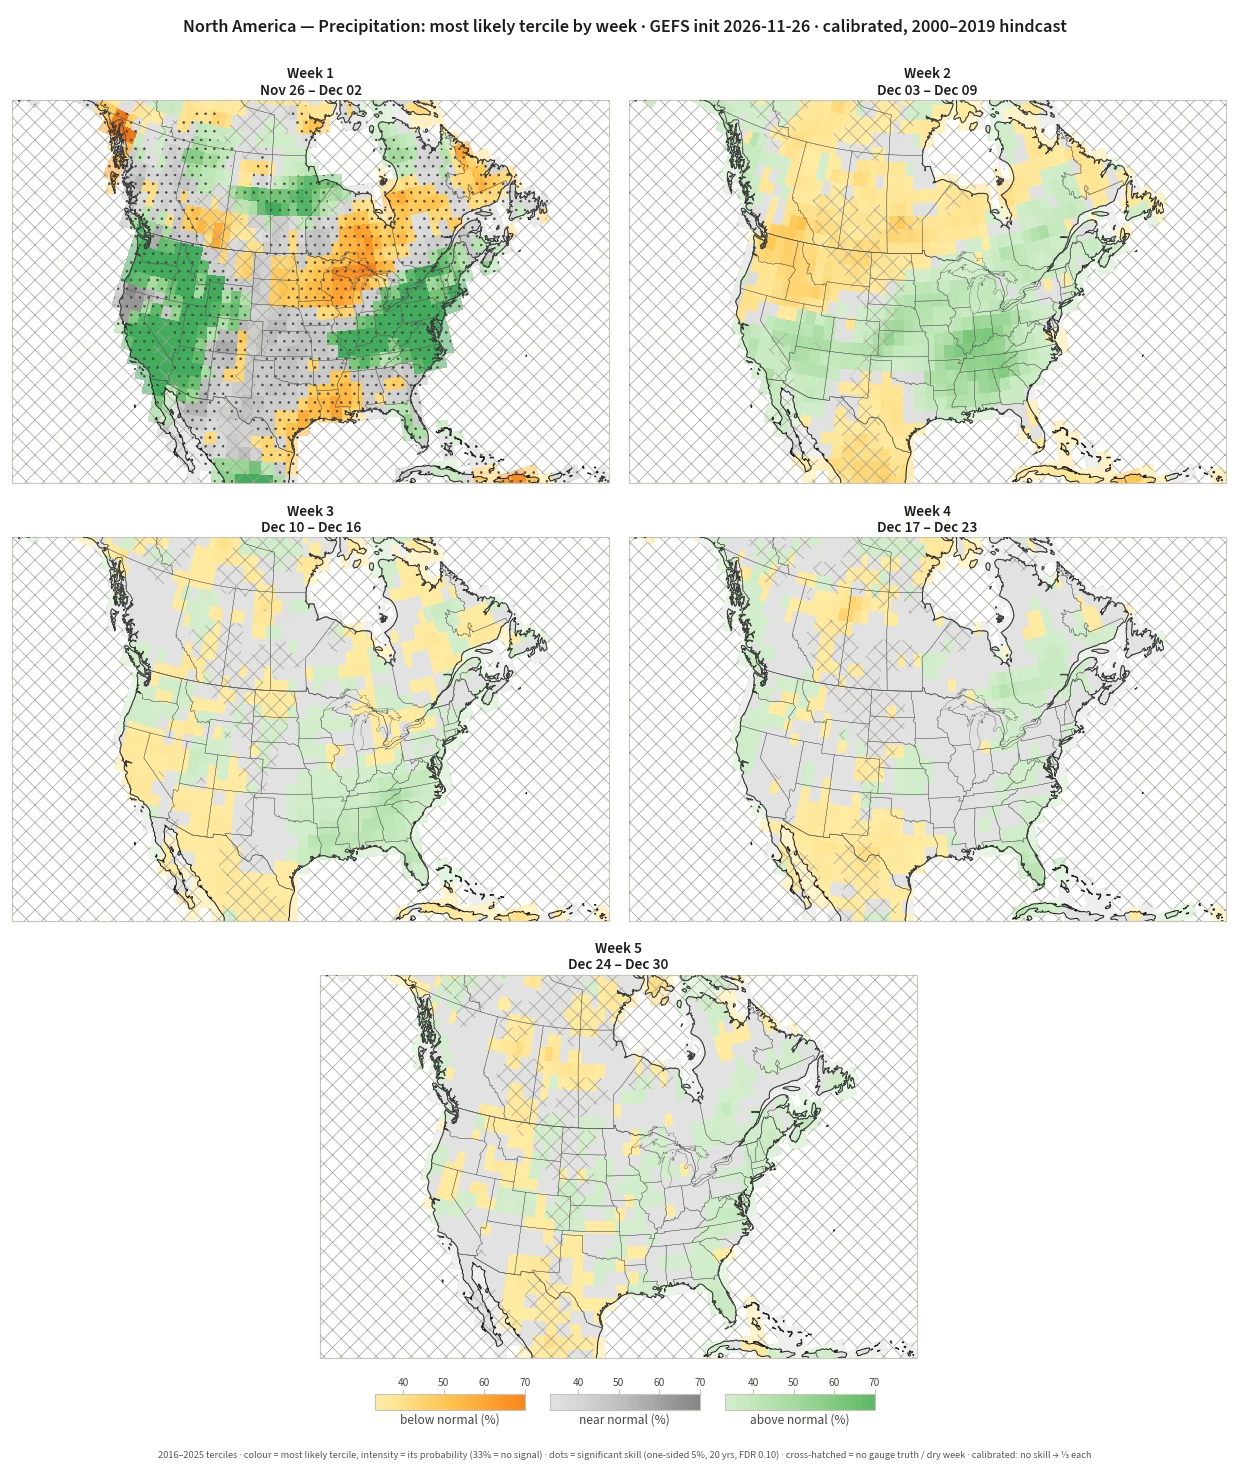 North America — Precipitation: most likely tercile by week · GEFS init 2026-11-26 · calibrated, 2000–2019 hindcast
Week 1
Nov 26 – Dec 02
Week 2
Dec 03 – Dec 09
Week 3
Dec 10 – Dec 16
Week 4
Dec 17 – Dec 23
Week 5
Dec 24 – Dec 30
40 50 60 70
40 50 60 70
40 50 60 70
below normal (%)
near normal (%)
above normal (%)
2016–2025 terciles · colour = most likely tercile, intensity = its probability (33% = no signal) · dots = significant skill (one-sided 5%, 20 yrs, FDR 0.10) · cross-hatched = no gauge truth / dry week · calibrated: no skill → ⅓ each